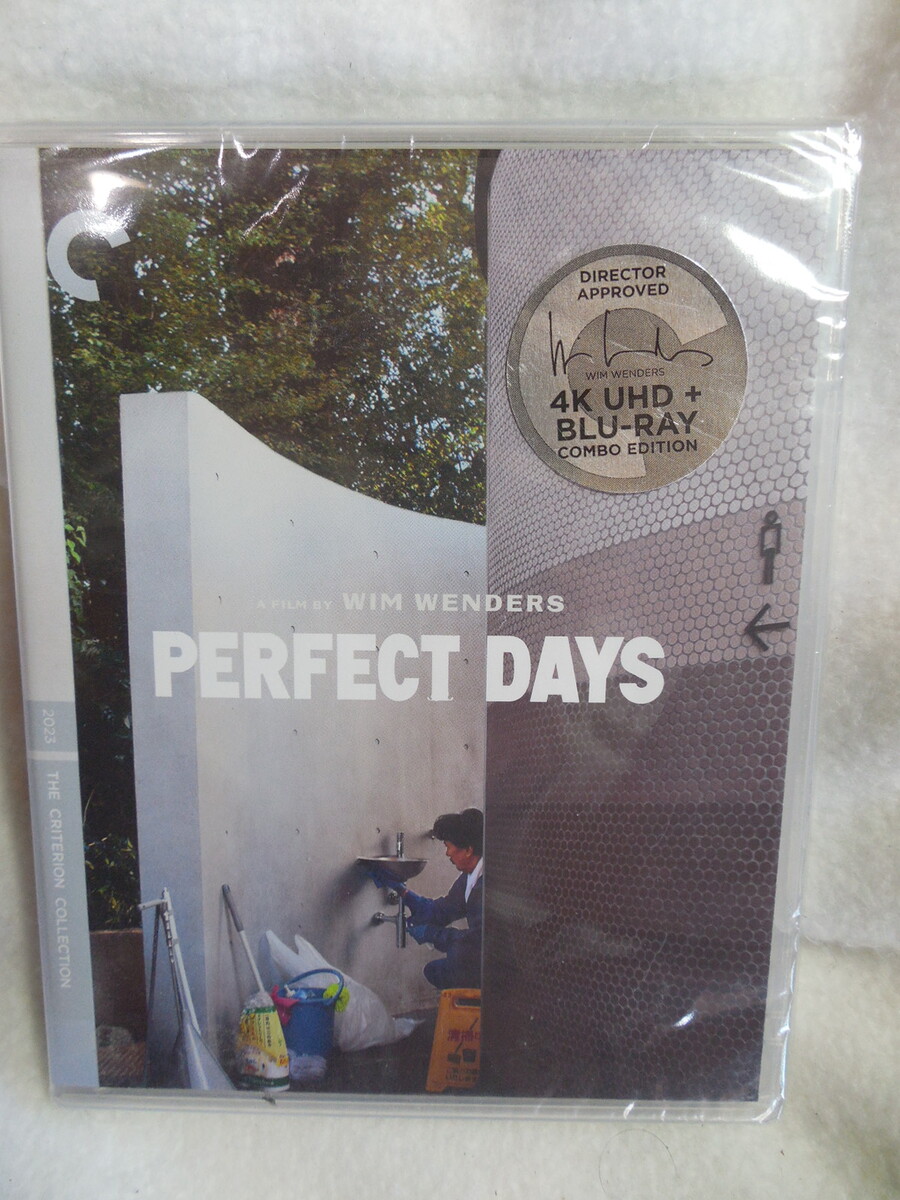 DIRECTOR
APPROVED
WIM WENDERS
4K UHD +
BLU-RAY
COMBO EDITION
A FILM BY WIM WENDERS
PERFECT DAYS
2023 THE CRITERION COLLECTION